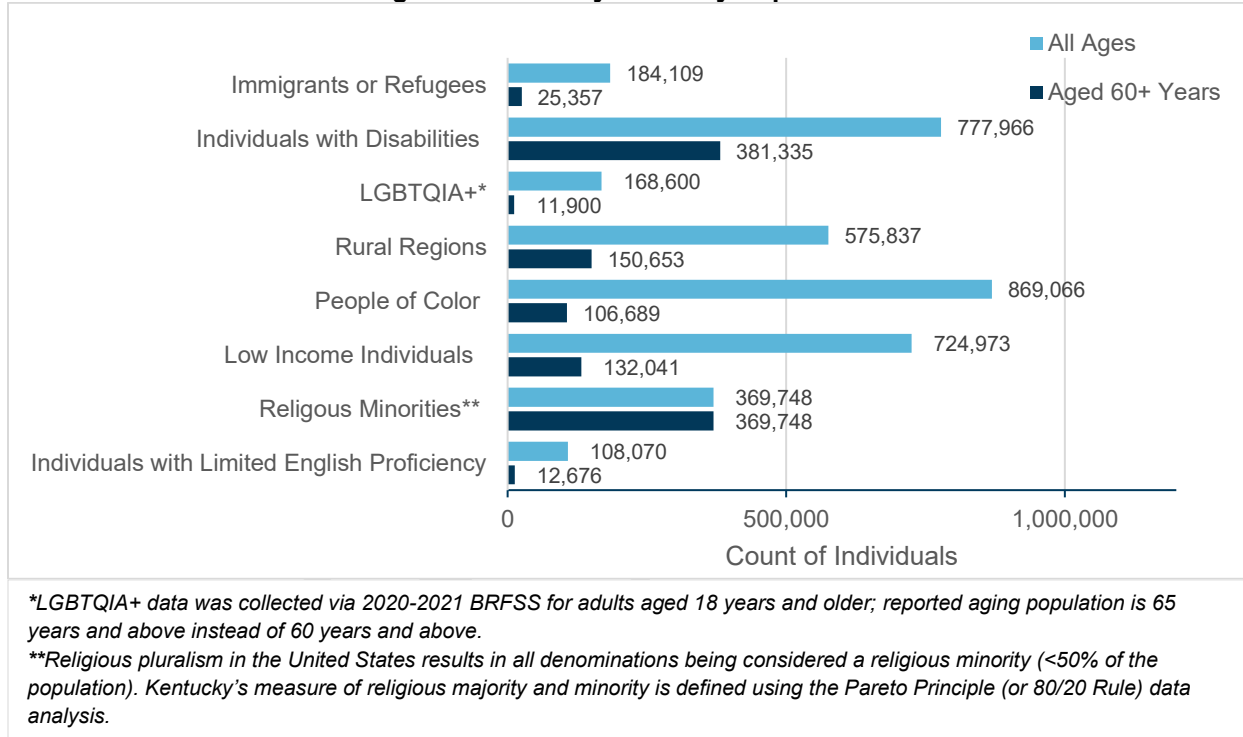 All Ages
Aged 60+ Years
Immigrants or Refugees
184,109
25,357
Individuals with Disabilities
777,966
381,335
LGBTQIA+*
168,600
11,900
Rural Regions
575,837
150,653
People of Color
869,066
106,689
Low Income Individuals
724,973
132,041
Religous Minorities**
369,748
369,748
Individuals with Limited English Proficiency
108,070
12,676
0
500,000
1,000,000
Count of Individuals
*LGBTQIA+ data was collected via 2020-2021 BRFSS for adults aged 18 years and older; reported aging population is 65
years and above instead of 60 years and above.
**Religious pluralism in the United States results in all denominations being considered a religious minority (<50% of the
population). Kentucky's measure of religious majority and minority is defined using the Pareto Principle (or 80/20 Rule) data
analysis.